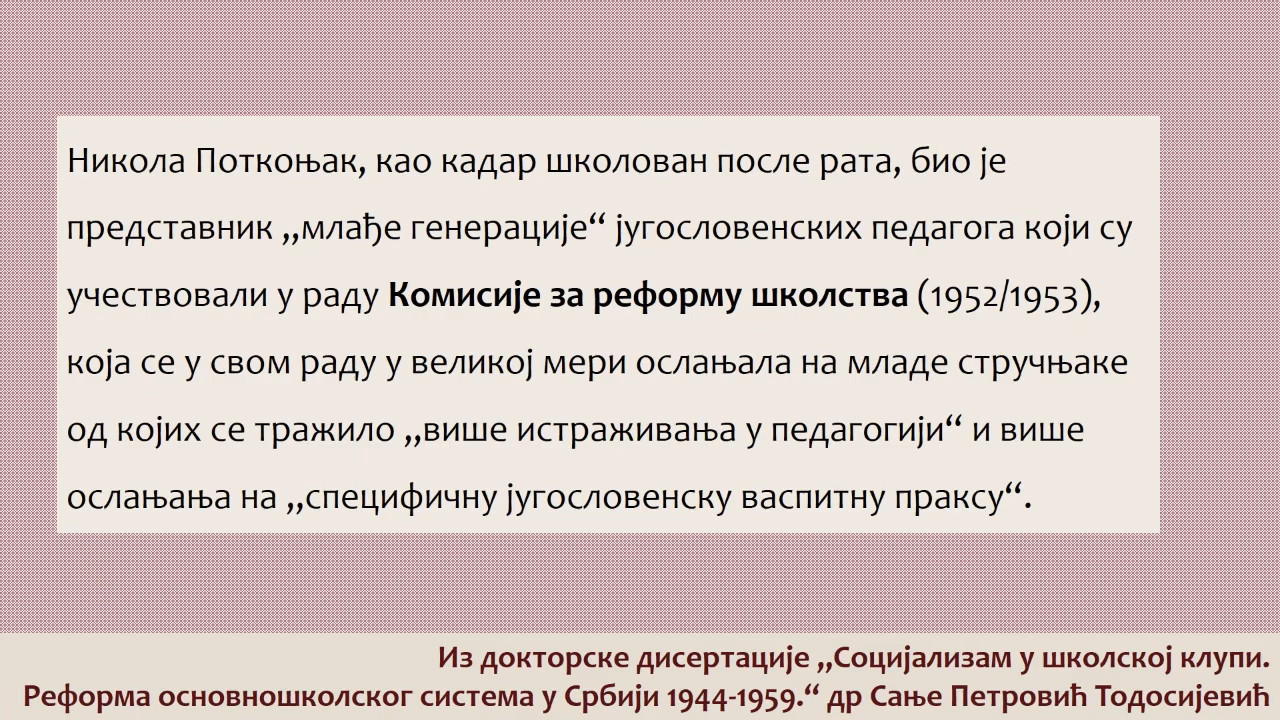 Никола Поткоњак, као кадар школован после рата, био је
представник „млађе генерације“ југословенских педагога који су
учествовали у раду Комисије за реформу школства (1952/1953),
која се у свом раду у великој мери ослањала на младе стручњаке
од којих се тражило „више истраживања у педагогији“ и више
ослањања на „специфичну југословенску васпитну праксу“.
Из докторске дисертације „Социјализам у школској клупи.
Реформа основношколског система у Србији 1944-1959.“ др Сање Петровић Тодосијевић